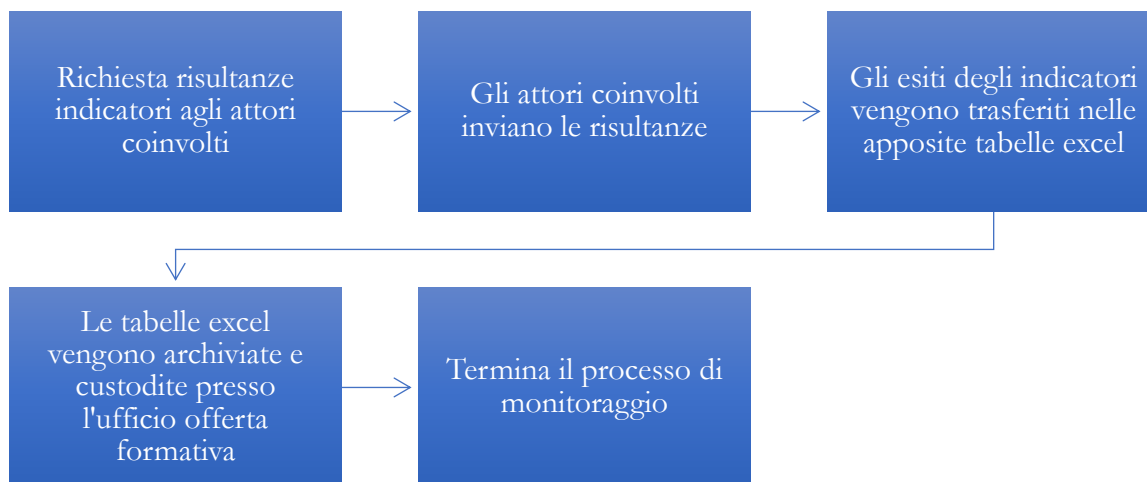 Richiesta risultanze
indicatori agli attori
coinvolti
Gli attori coinvolti
inviano le risultanze
Gli esiti degli indicatori
vengono trasferiti nelle
apposite tabelle excel
Le tabelle excel
vengono archiviate e
custodite presso
l'ufficio offerta
formativa
Termina il processo di
monitoraggio